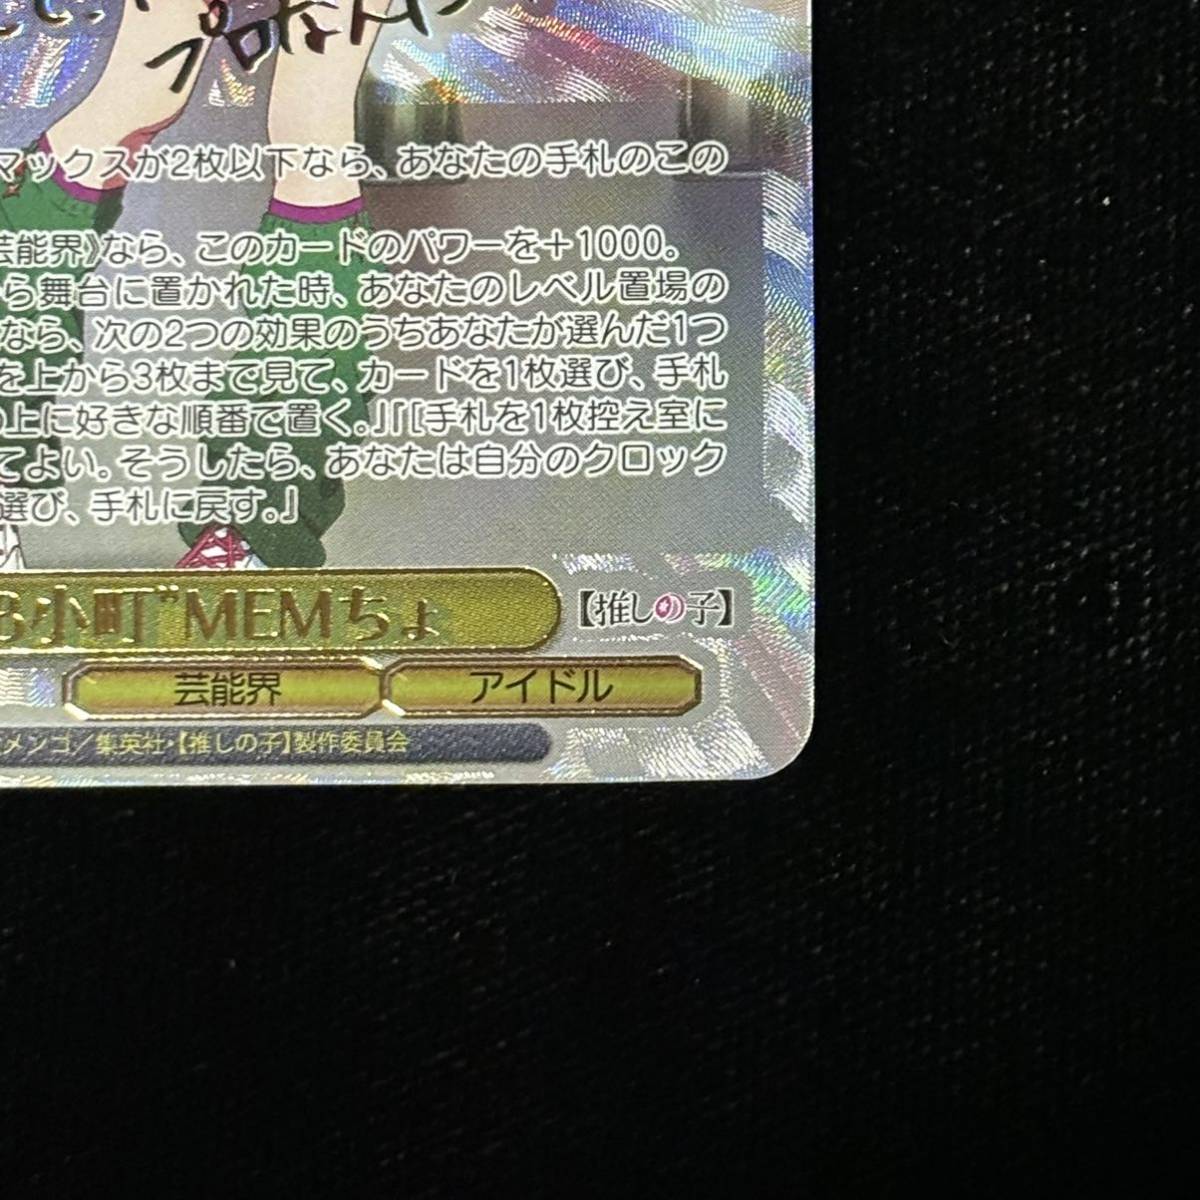 プロなんで
マックスが2枚以下なら、あなたの手札のこの
芸能界》なら、このカードのパワーを＋1000。
ら舞台に置かれた時、あなたのレベル置場の
なら、次の2つの効果のうちあなたが選んだ1つ
を上から3枚まで見て、カードを1枚選び、手札
の上に好きな順番で置く。』『［手札を1枚控え室に
てよい。そうしたら、あなたは自分のクロック
選び、手札に戻す。』
B小町” MEMちょ
【推しの子】
芸能界
アイドル
メンゴ／集英社・【推しの子】製作委員会